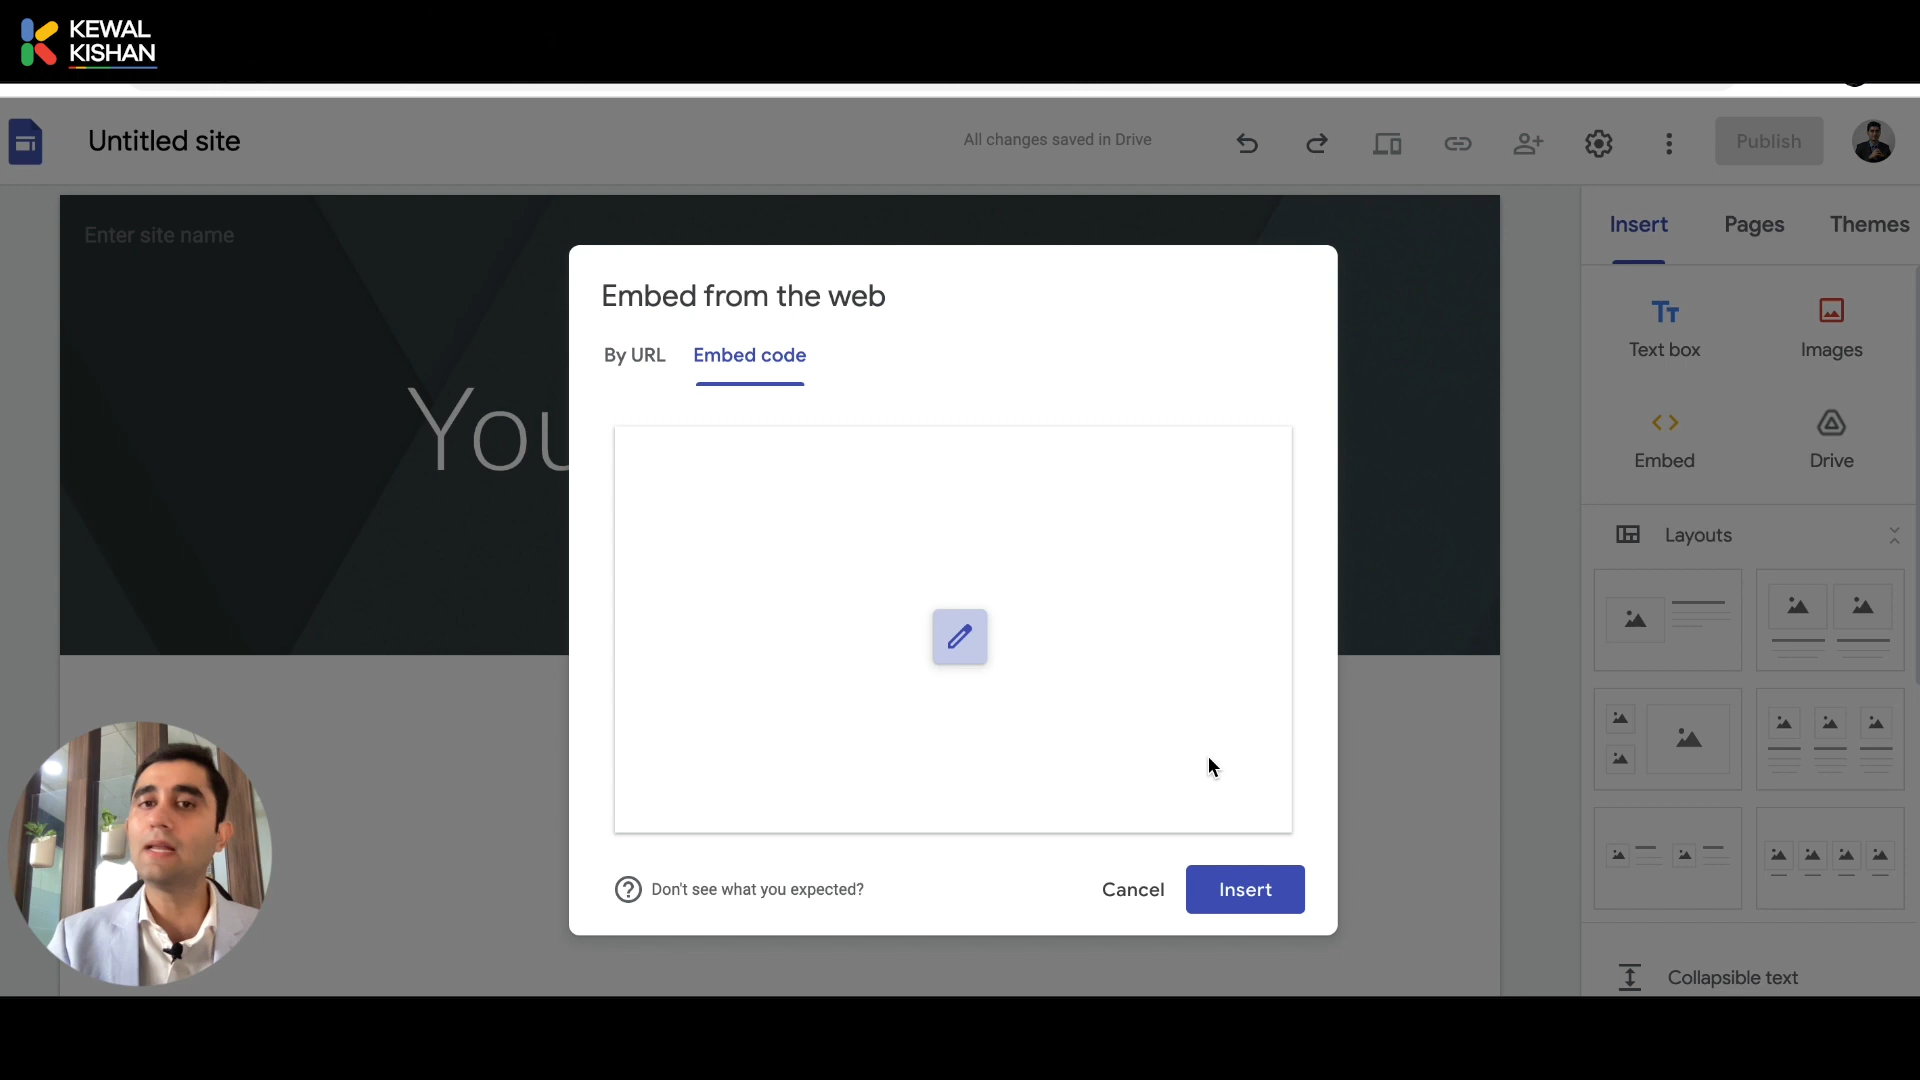 KEWAL
KISHAN
Untitled site
All changes saved in Drive
Publish
Enter site name
You
Insert
Pages
Themes
Embed from the web
By URL
Embed code
Text box
Images
Embed
Drive
Layouts
Don't see what you expected?
Cancel
Insert
Collapsible text